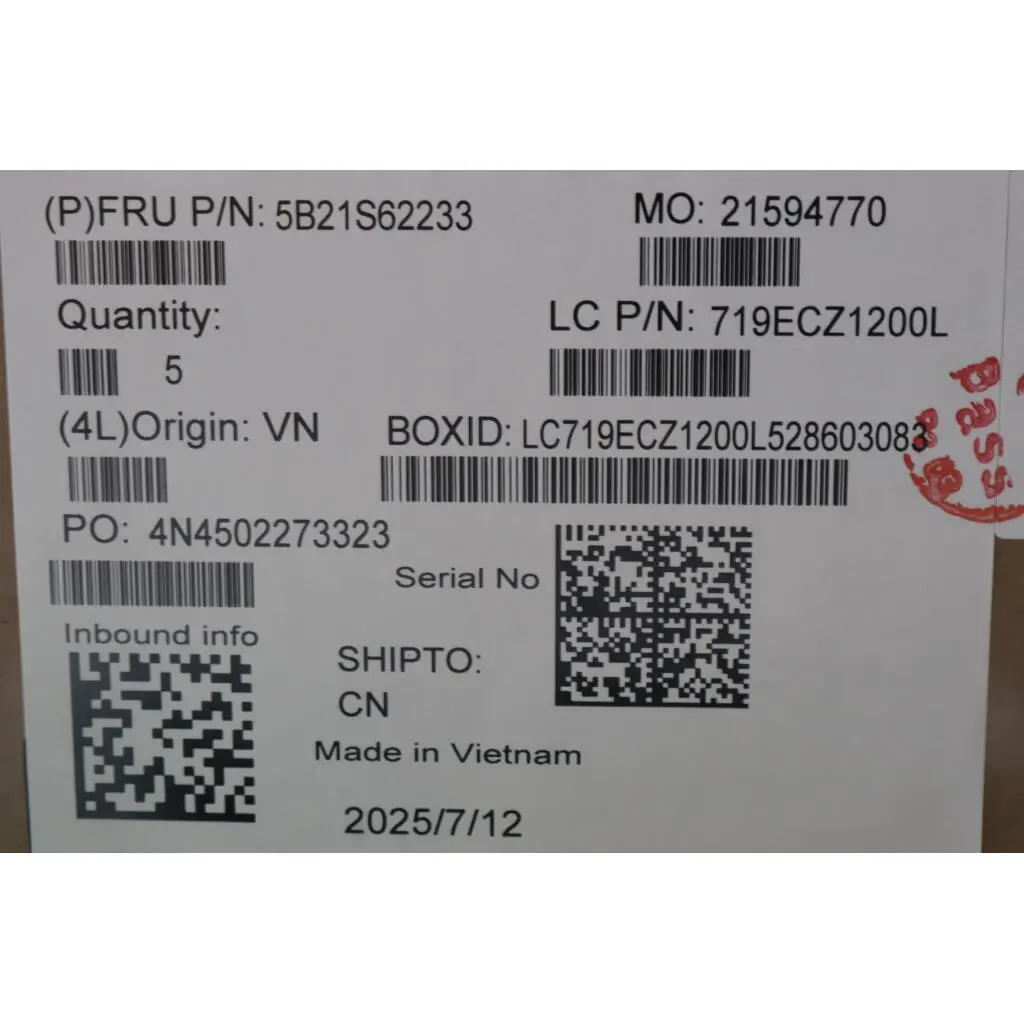 (P)FRU P/N: 5B21S62233
MO: 21594770
Quantity:
5
LC P/N: 719ECZ1200L
(4L)Origin: VN
BOXID: LC719ECZ1200L528603083
PO: 4N4502273323
Serial No
Inbound info
SHIPTO:
CN
Made in Vietnam
2025/7/12
Pass